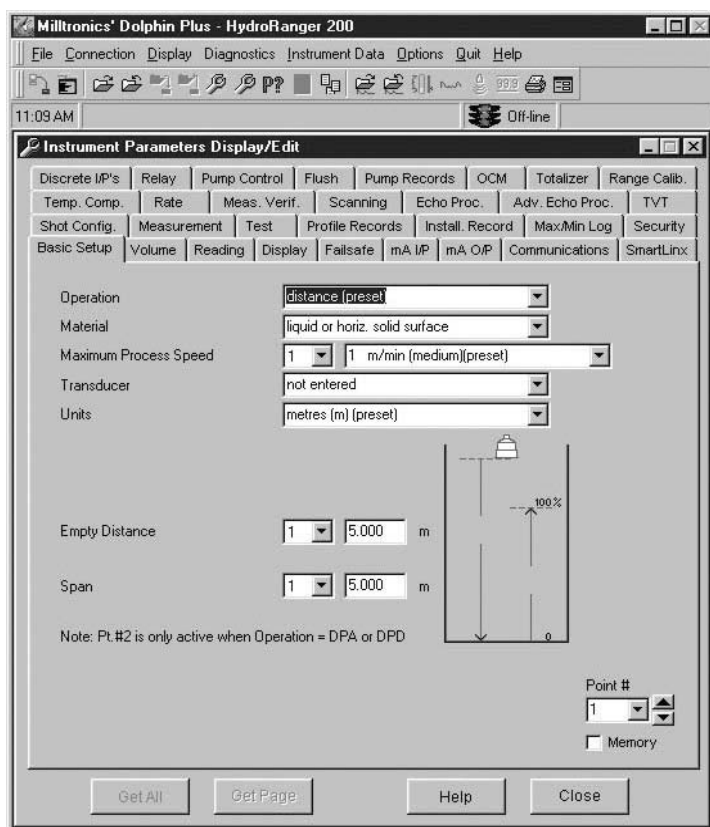 Milltronics' Dolphin Plus - HydroRanger 200
File Connection Display Diagnostics Instrument Data Options Quit Help
P? 99.9
11:09 AM Off-line
Instrument Parameters Display/Edit
Discrete I/P's Relay Pump Control Flush Pump Records OCM Totalizer Range Calib.
Temp. Comp. Rate Meas. Verif. Scanning Echo Proc. Adv. Echo Proc. TVT
Shot Config. Measurement Test Profile Records Install. Record Max/Min Log Security
Basic Setup Volume Reading Display Failsafe mA I/P mA O/P Communications SmartLinx
Operation distance (preset)
Material liquid or horiz. solid surface
Maximum Process Speed 1 1 m/min (medium)(preset)
Transducer not entered
Units metres (m) (preset)
100%
Empty Distance 1 5.000 m
Span 1 5.000 m
Note: Pt.#2 is only active when Operation = DPA or DPD 0
Point #
1
Memory
Get All Get Page Help Close